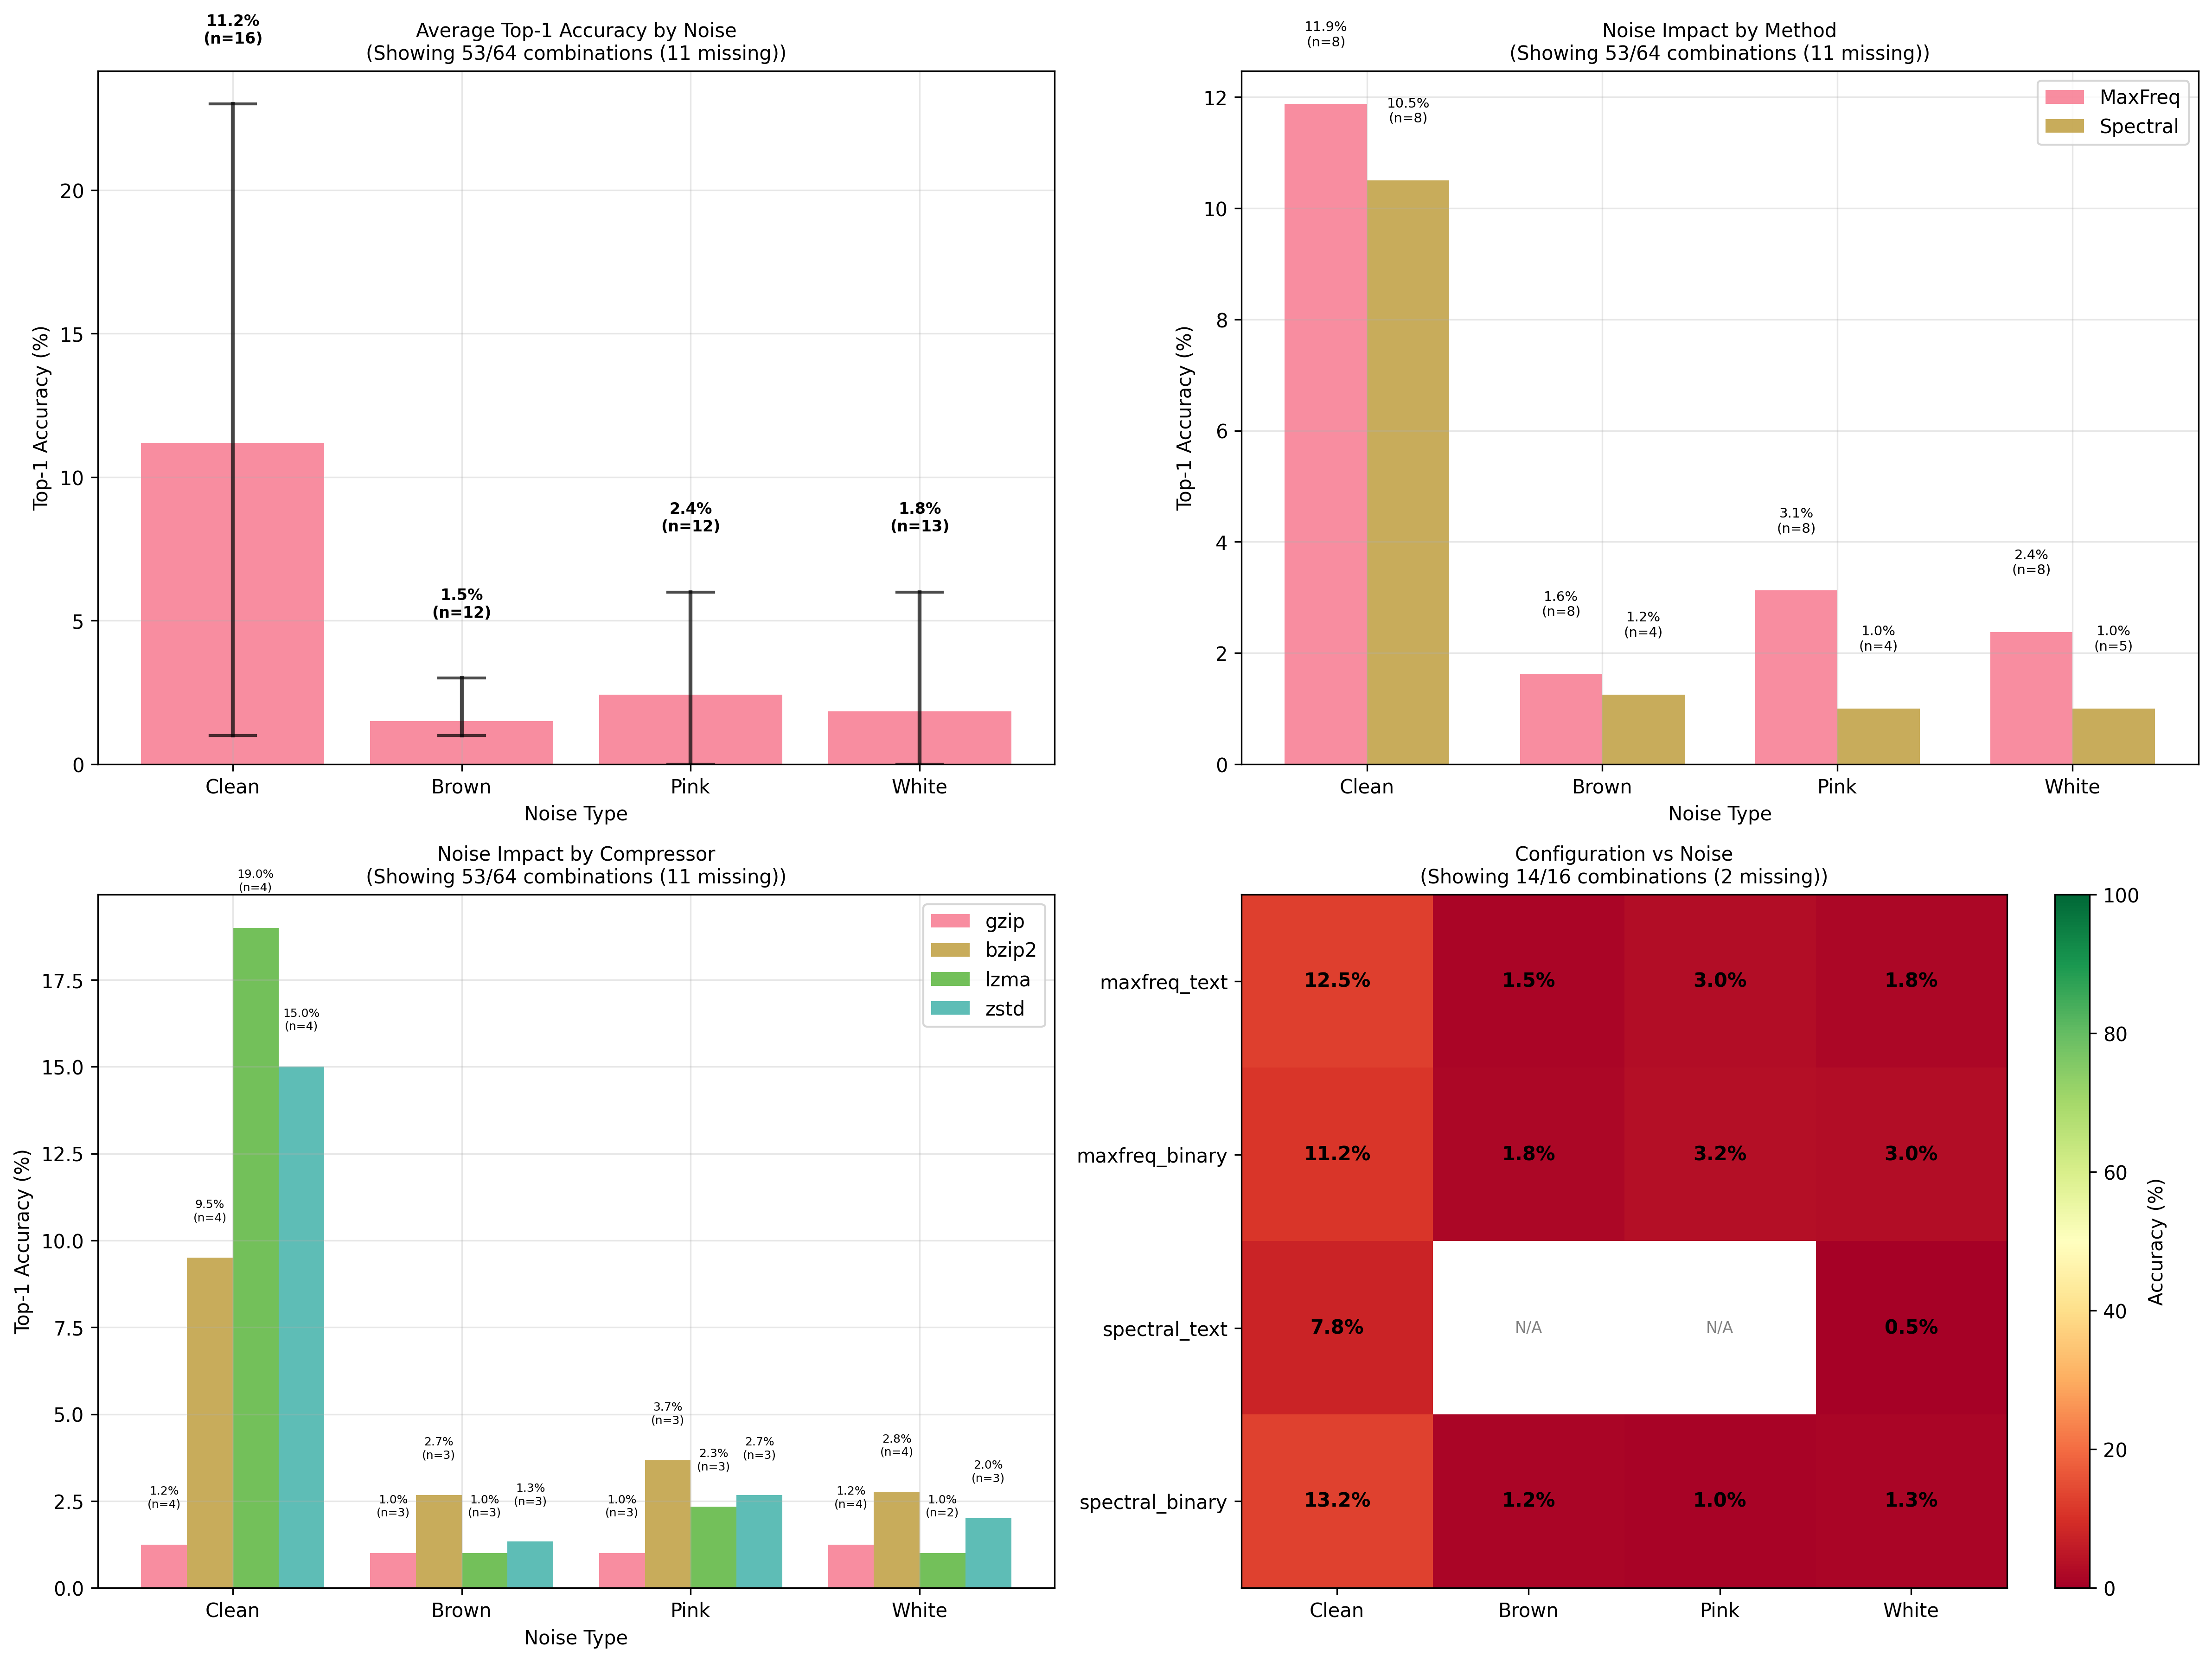 Average Top-1 Accuracy by Noise
(Showing 53/64 combinations (11 missing))
Top-1 Accuracy (%)
20
15
10
5
0
11.2%
(n=16)
1.5%
(n=12)
2.4%
(n=12)
1.8%
(n=13)
Clean
Brown
Pink
White
Noise Type
Noise Impact by Method
(Showing 53/64 combinations (11 missing))
Top-1 Accuracy (%)
12
10
8
6
4
2
0
11.9%
(n=8)
10.5%
(n=8)
1.6%
(n=8)
1.2%
(n=4)
3.1%
(n=8)
1.0%
(n=4)
2.4%
(n=8)
1.0%
(n=5)
MaxFreq
Spectral
Clean
Brown
Pink
White
Noise Type
Noise Impact by Compressor
(Showing 53/64 combinations (11 missing))
Top-1 Accuracy (%)
17.5
15.0
12.5
10.0
7.5
5.0
2.5
0.0
1.2%
(n=4)
9.5%
(n=4)
19.0%
(n=4)
15.0%
(n=4)
1.0%
(n=3)
2.7%
(n=3)
1.0%
(n=3)
1.3%
(n=3)
1.0%
(n=3)
3.7%
(n=3)
2.3%
(n=3)
2.7%
(n=3)
1.2%
(n=4)
2.8%
(n=4)
1.0%
(n=2)
2.0%
(n=3)
gzip
bzip2
lzma
zstd
Clean
Brown
Pink
White
Noise Type
Configuration vs Noise
(Showing 14/16 combinations (2 missing))
maxfreq_text
12.5%
1.5%
3.0%
1.8%
maxfreq_binary
11.2%
1.8%
3.2%
3.0%
spectral_text
7.8%
N/A
N/A
0.5%
spectral_binary
13.2%
1.2%
1.0%
1.3%
Clean
Brown
Pink
White
100
80
60
40
20
0
Accuracy (%)